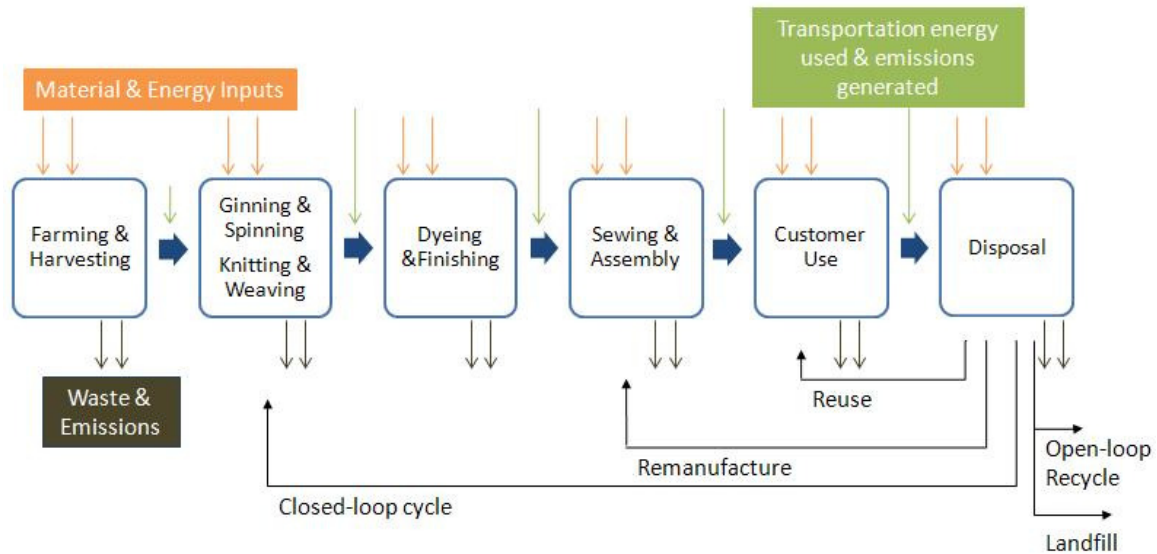 Transportation energy
used & emissions
generated
Material & Energy Inputs
Farming &
Harvesting
Ginning &
Spinning
Knitting &
Weaving
Dyeing
&Finishing
Sewing &
Assembly
Customer
Use
Disposal
Waste &
Emissions
Reuse
Remanufacture
Closed-loop cycle
Open-loop
Recycle
Landfill